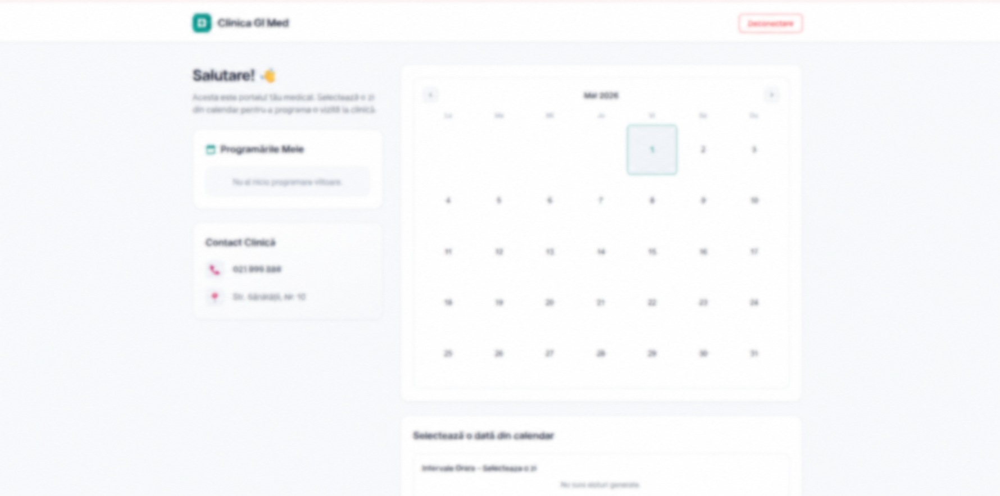 Clinica GI Med
Deconectare
Salutare!
Acesta este portalul tău medical. Selectează o zi
din calendar pentru a programa o vizită la clinică.
Programările Mele
Nu ai nicio programare viitoare.
Contact Clinică
021 999 888
Str. Sănătății, Nr. 10
Mai 2026
Lu Ma Mi Jo Vi Sa Du
1 2 3
4 5 6 7 8 9 10
11 12 13 14 15 16 17
18 19 20 21 22 23 24
25 26 27 28 29 30 31
Selectează o dată din calendar
Intervale Orare - Selecteaza o zi
Nu sunt sloturi generate.